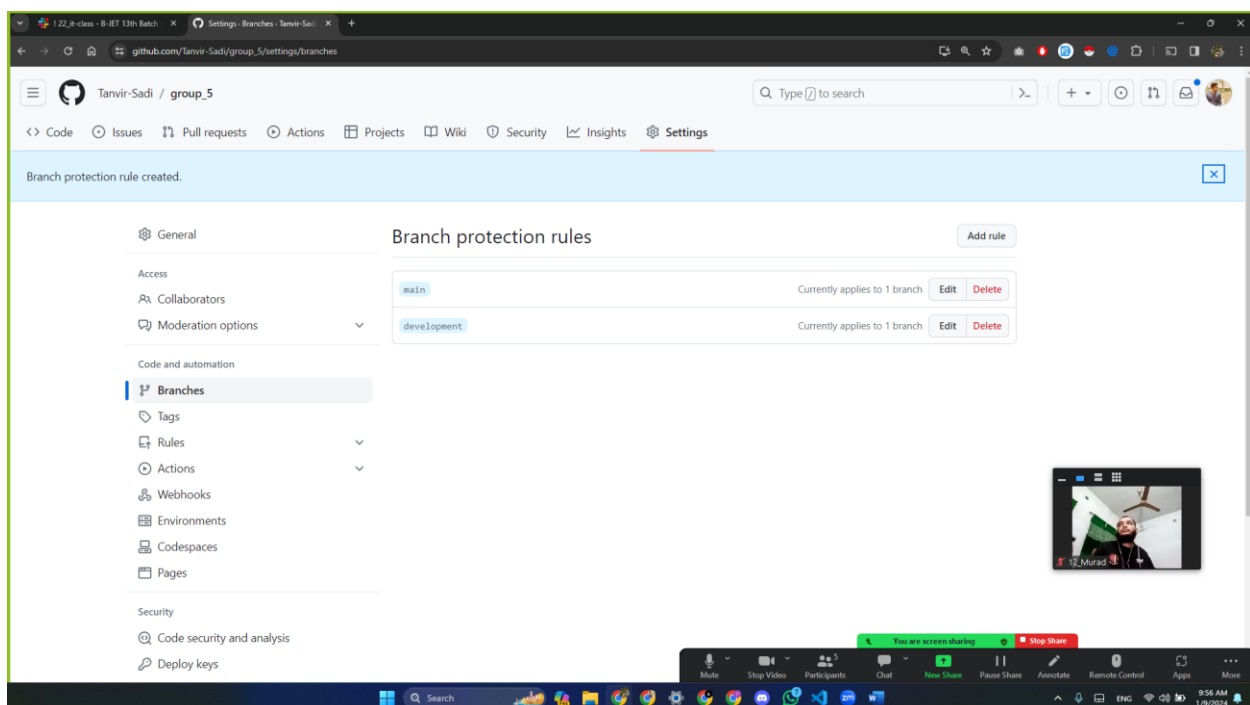 ! 22_it-class - B-JET 13th Batch
Settings · Branches · Tanvir-Sadi
github.com/Tanvir-Sadi/group_5/settings/branches
Tanvir-Sadi / group_5
Type / to search
Code Issues Pull requests Actions Projects Wiki Security Insights Settings
Branch protection rule created.
General
Access
Collaborators
Moderation options
Code and automation
Branches
Tags
Rules
Actions
Webhooks
Environments
Codespaces
Pages
Security
Code security and analysis
Deploy keys
Branch protection rules
Add rule
main Currently applies to 1 branch Edit Delete
development Currently applies to 1 branch Edit Delete
12_Murad
You are screen sharing Stop Share
5
Mute Stop Video Participants Chat New Share Pause Share Annotate Remote Control Apps More
Search
zm
ENG
9:56 AM
1/9/2024